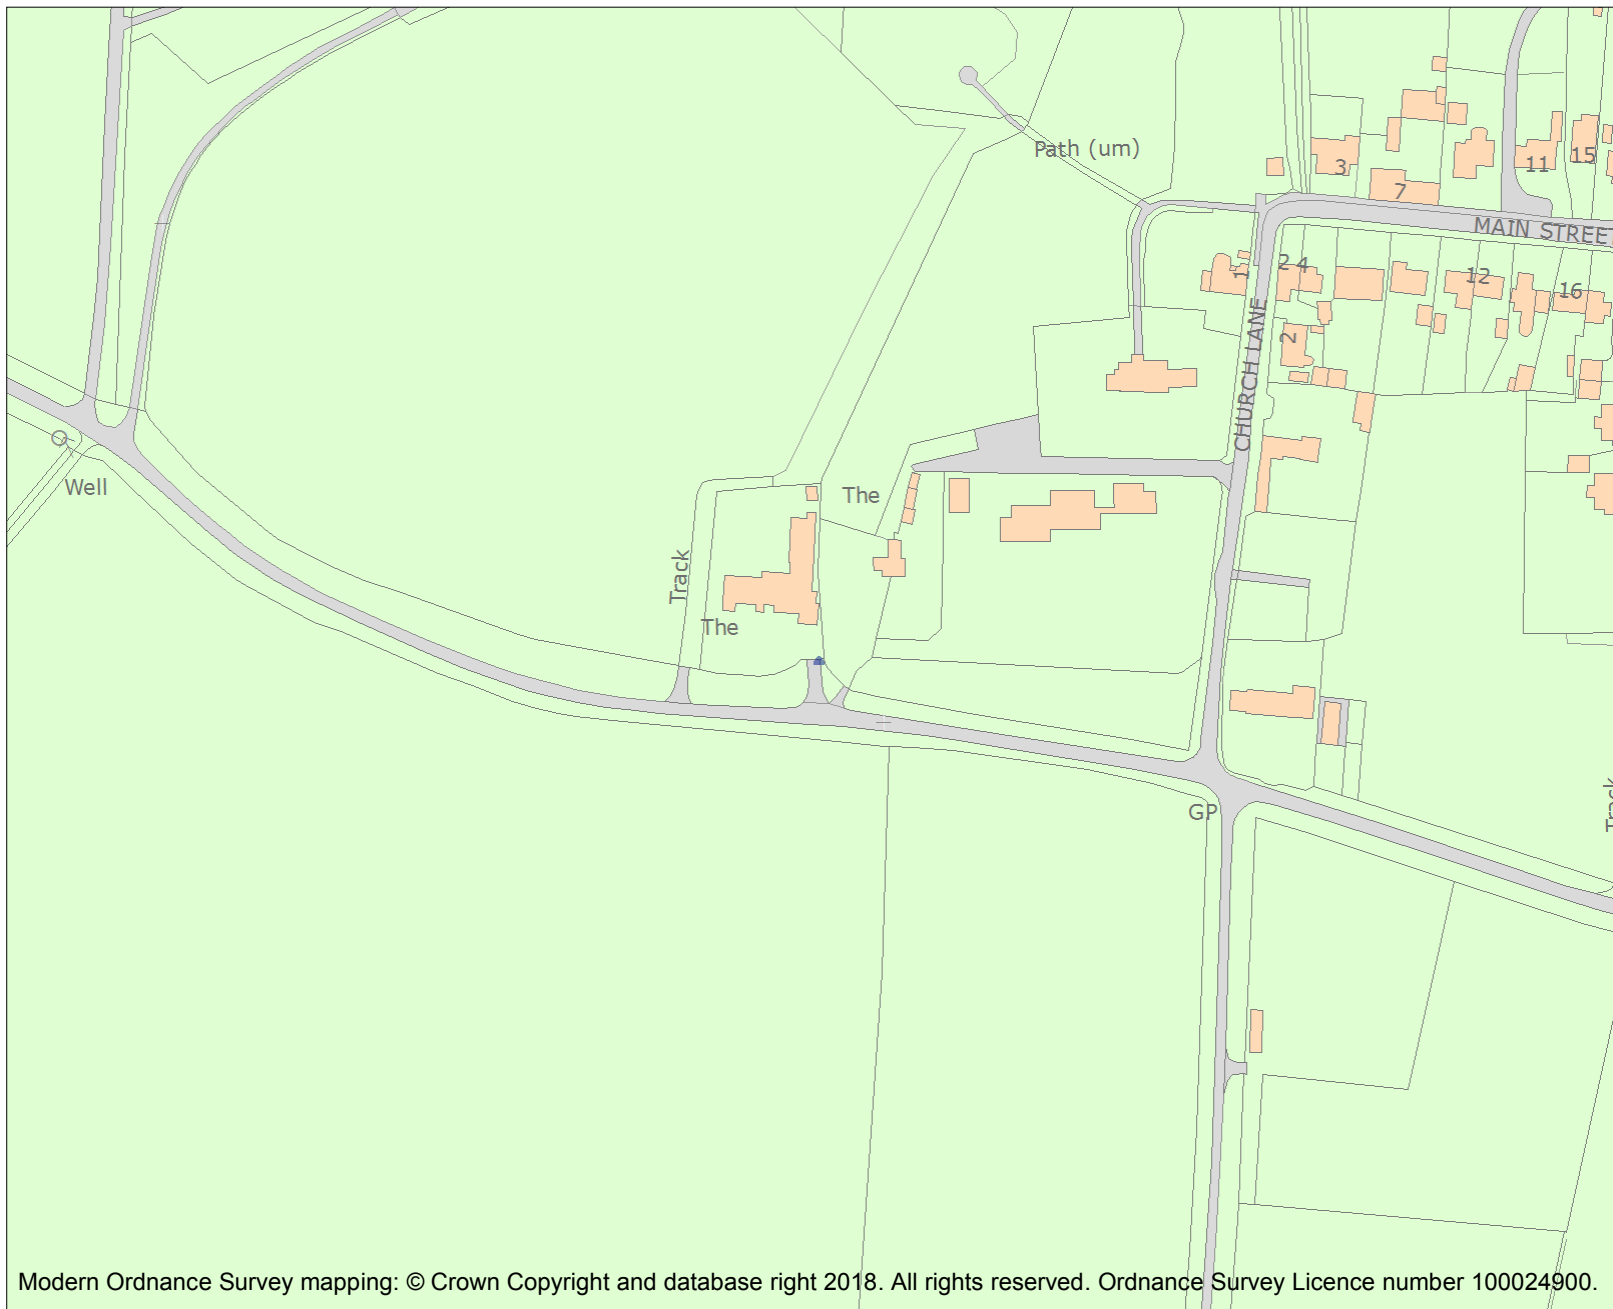 Path (um)
3
7
11
15
MAIN STREE
1
2
4
12
16
2
CHURCH LANE
Well
The
Track
The
GP
Track
Modern Ordnance Survey mapping: © Crown Copyright and database right 2018. All rights reserved. Ordnance Survey Licence number 100024900.